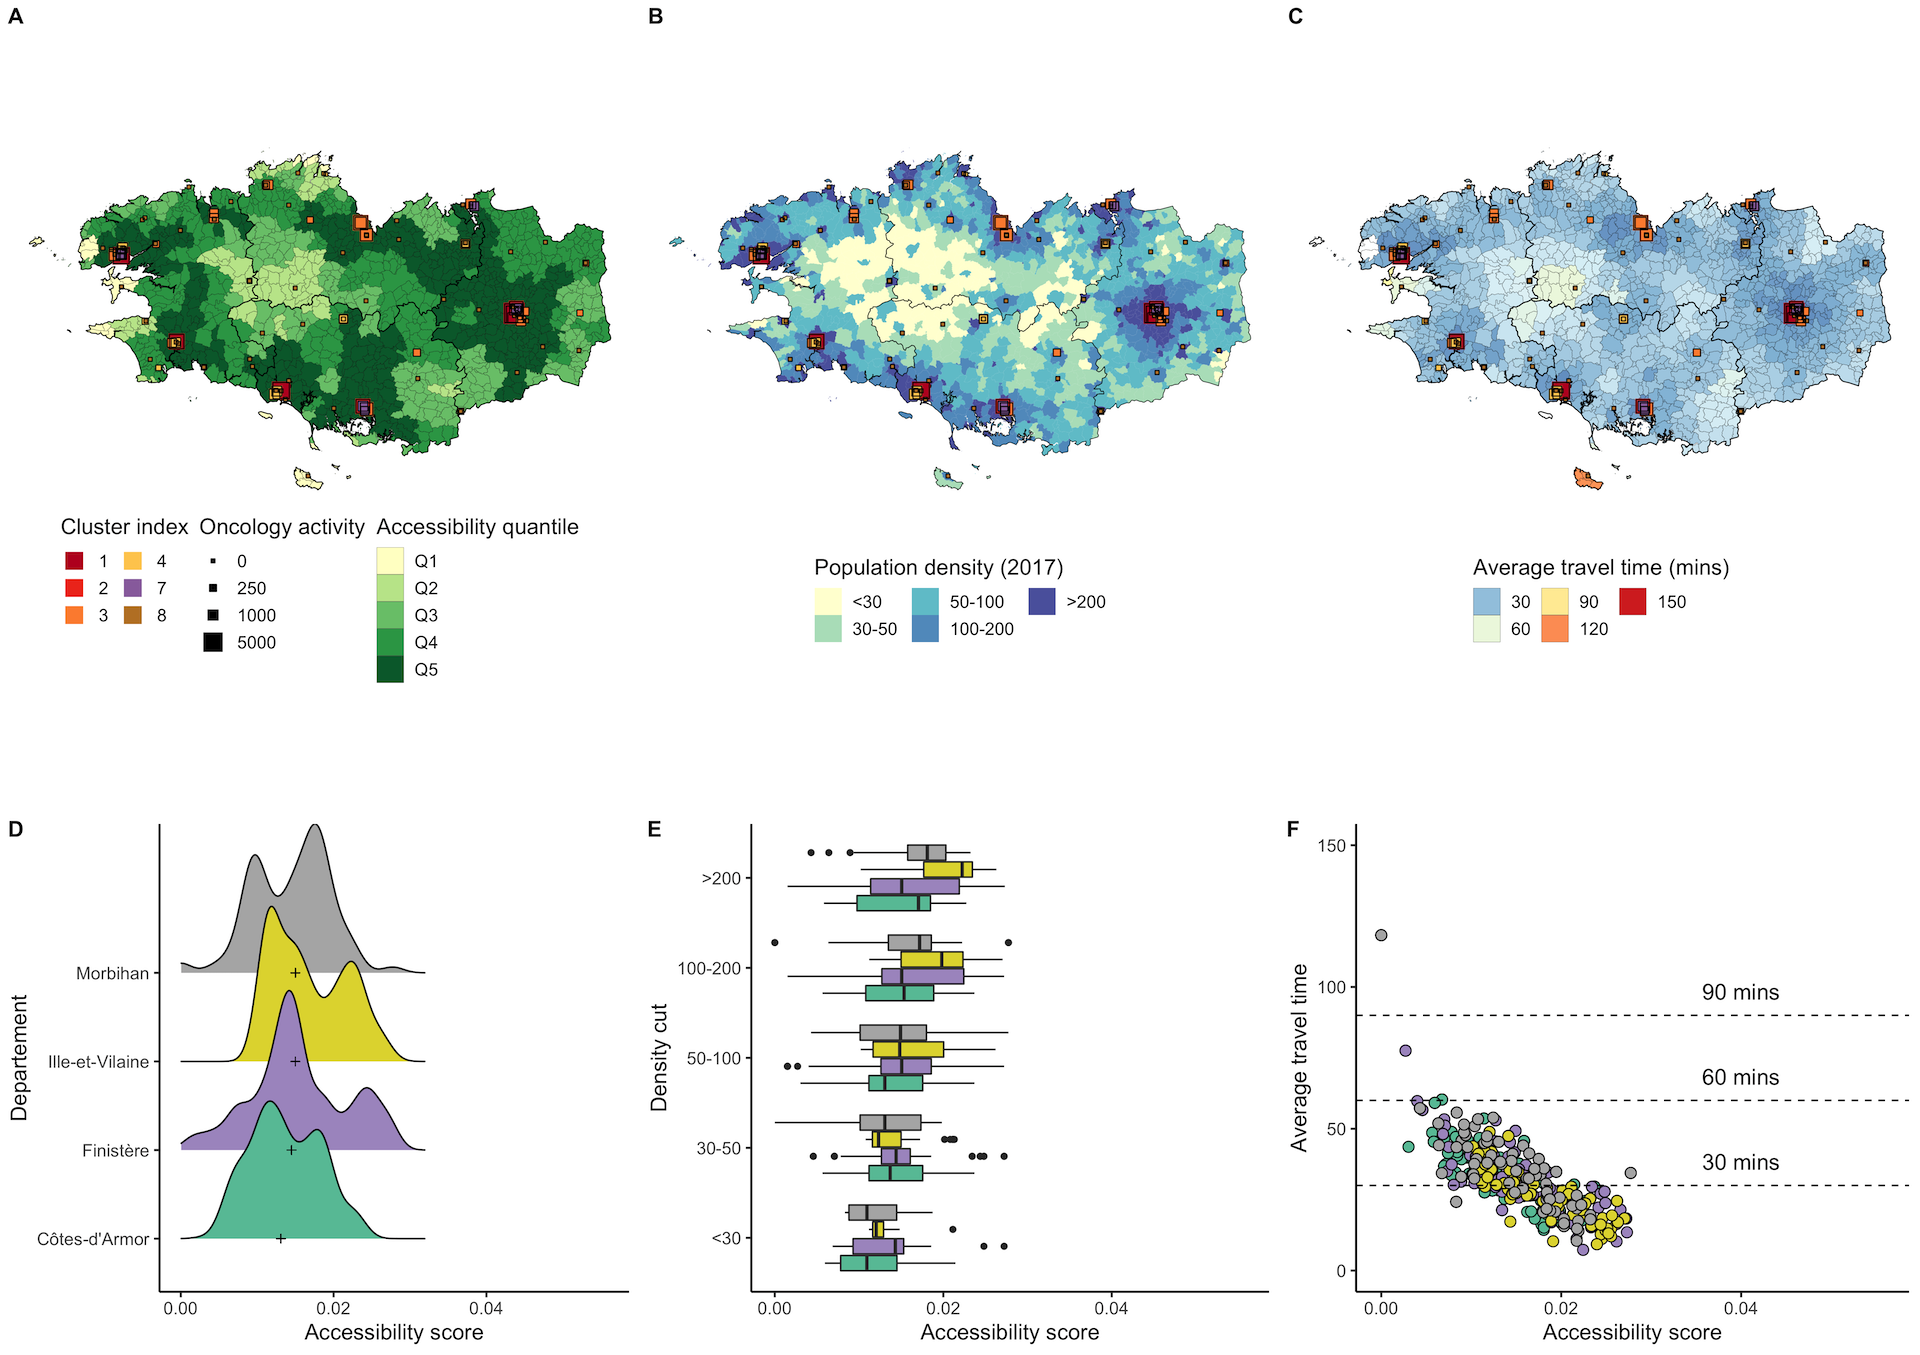 A
B
C
Cluster index
1
2
3
4
7
8
Oncology activity
0
250
1000
5000
Accessibility quantile
Q1
Q2
Q3
Q4
Q5
Population density (2017)
<30
30-50
50-100
100-200
>200
Average travel time (mins)
30
60
90
120
150
D
Departement
Morbihan
Ille-et-Vilaine
Finistère
Côtes-d'Armor
0.00
0.02
0.04
Accessibility score
E
Density cut
>200
100-200
50-100
30-50
<30
0.00
0.02
0.04
Accessibility score
F
Average travel time
150
100
50
0
90 mins
60 mins
30 mins
0.00
0.02
0.04
Accessibility score